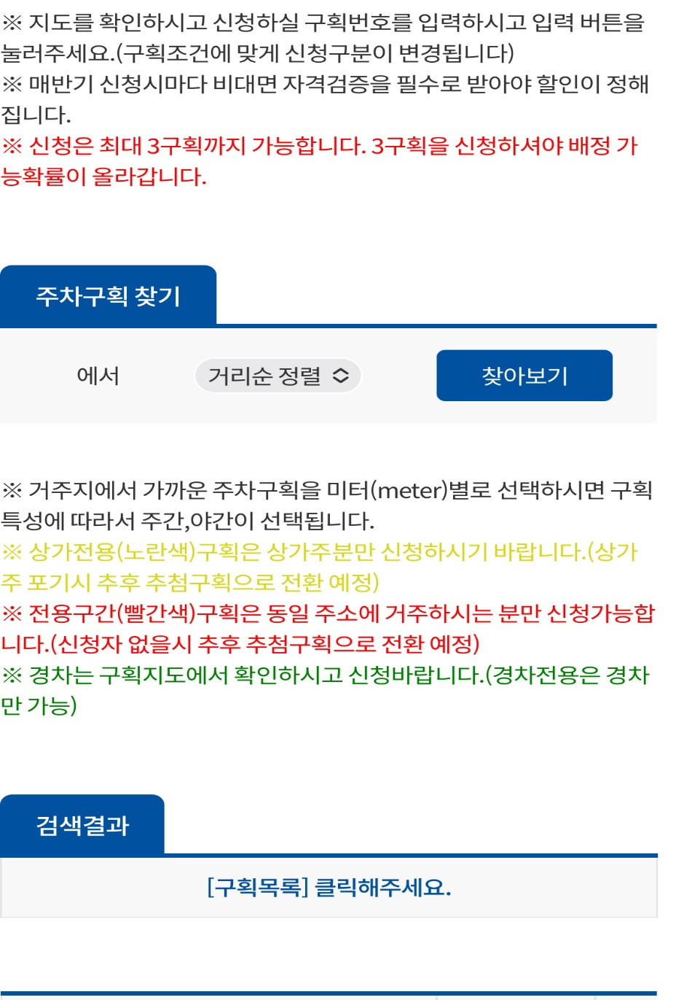 ※ 지도를 확인하시고 신청하실 구획번호를 입력하시고 입력 버튼을
눌러주세요.(구획조건에 맞게 신청구분이 변경됩니다)
※ 매반기 신청시마다 비대면 자격검증을 필수로 받아야 할인이 정해
집니다.
※ 신청은 최대 3구획까지 가능합니다. 3구획을 신청하셔야 배정 가
능확률이 올라갑니다.
주차구획 찾기
에서 거리순 정렬 찾아보기
※ 거주지에서 가까운 주차구획을 미터(meter)별로 선택하시면 구획
특성에 따라서 주간,야간이 선택됩니다.
※ 상가전용(노란색)구획은 상가주분만 신청하시기 바랍니다.(상가
주 포기시 추후 추첨구획으로 전환 예정)
※ 전용구간(빨간색)구획은 동일 주소에 거주하시는 분만 신청가능합
니다.(신청자 없을시 추후 추첨구획으로 전환 예정)
※ 경차는 구획지도에서 확인하시고 신청바랍니다.(경차전용은 경차
만 가능)
검색결과
[구획목록] 클릭해주세요.